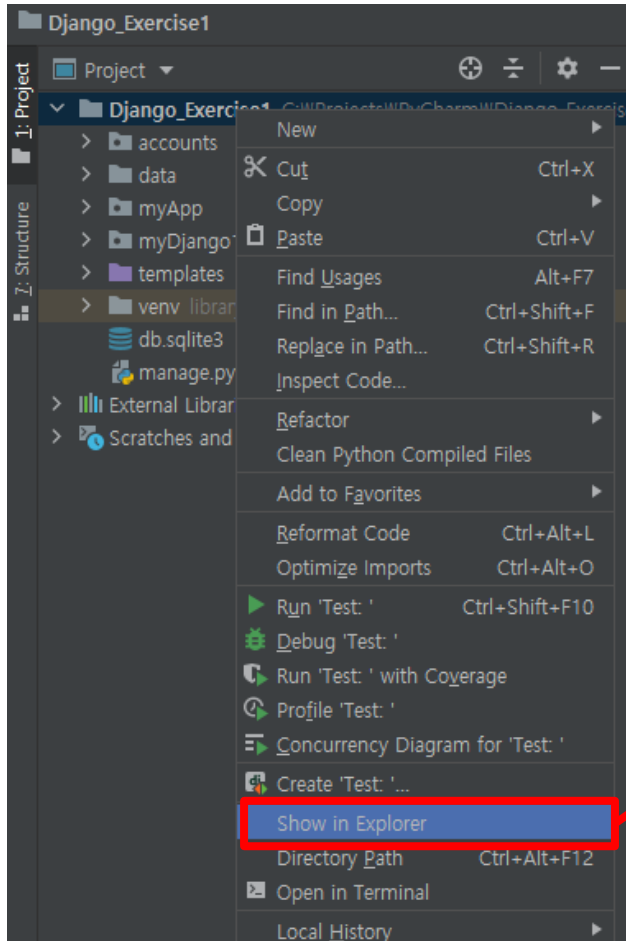 Django_Exercise1
1: Project
7: Structure
Project
Django_Exercise1
accounts
data
myApp
templates
venv
db.sqlite3
manage.py
External
Scratches and
New
Cut Ctrl+X
Copy
Paste Ctrl+V
Find Usages Alt+F7
Find in Path... Ctrl+Shift+F
Replace in Path... Ctrl+Shift+R
Inspect Code...
Refactor
Clean Python Compiled Files
Add to Favorites
Reformat Code Ctrl+Alt+L
Optimize Imports Ctrl+Alt+O
Run 'Test: ' Ctrl+Shift+F10
Debug 'Test: '
Run 'Test: ' with Coverage
Profile 'Test: '
Concurrency Diagram for 'Test: '
Create 'Test: '...
Show in Explorer
Directory Path Ctrl+Alt+F12
Open in Terminal
Local History